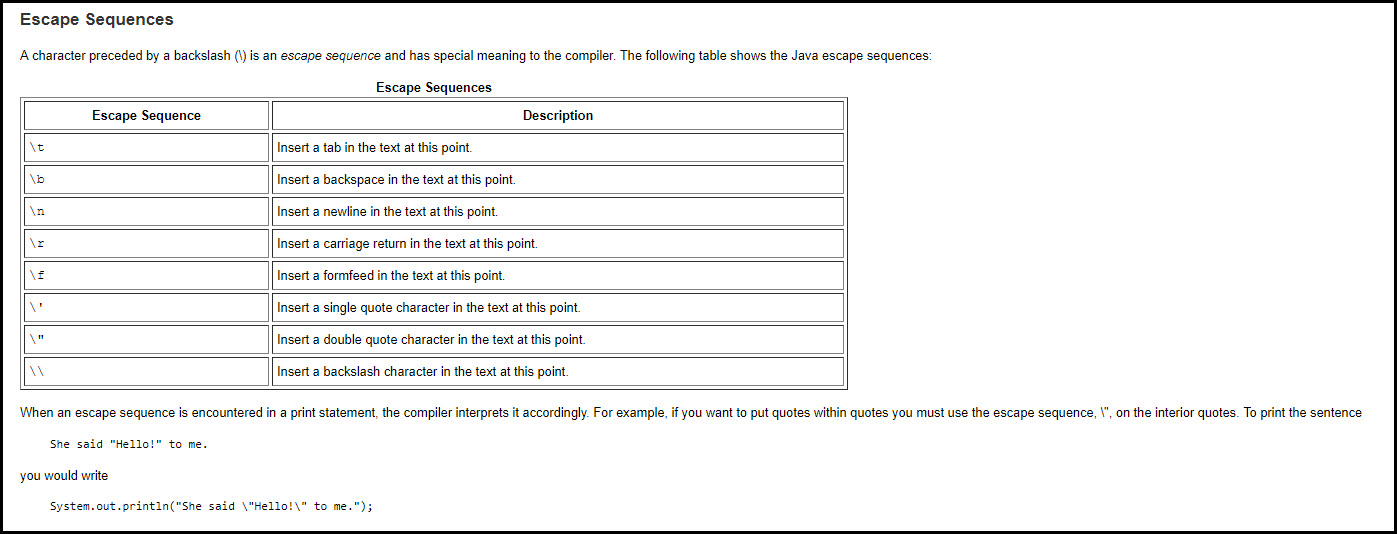 Escape Sequences
A character preceded by a backslash (\) is an escape sequence and has special meaning to the compiler. The following table shows the Java escape sequences:
Escape Sequences
Escape Sequence Description
\t Insert a tab in the text at this point.
\b Insert a backspace in the text at this point.
\n Insert a newline in the text at this point.
\r Insert a carriage return in the text at this point.
\f Insert a formfeed in the text at this point.
\' Insert a single quote character in the text at this point.
\" Insert a double quote character in the text at this point.
\\ Insert a backslash character in the text at this point.
When an escape sequence is encountered in a print statement, the compiler interprets it accordingly. For example, if you want to put quotes within quotes you must use the escape sequence, \", on the interior quotes. To print the sentence
She said "Hello!" to me.
you would write
System.out.println("She said \"Hello!\" to me.");